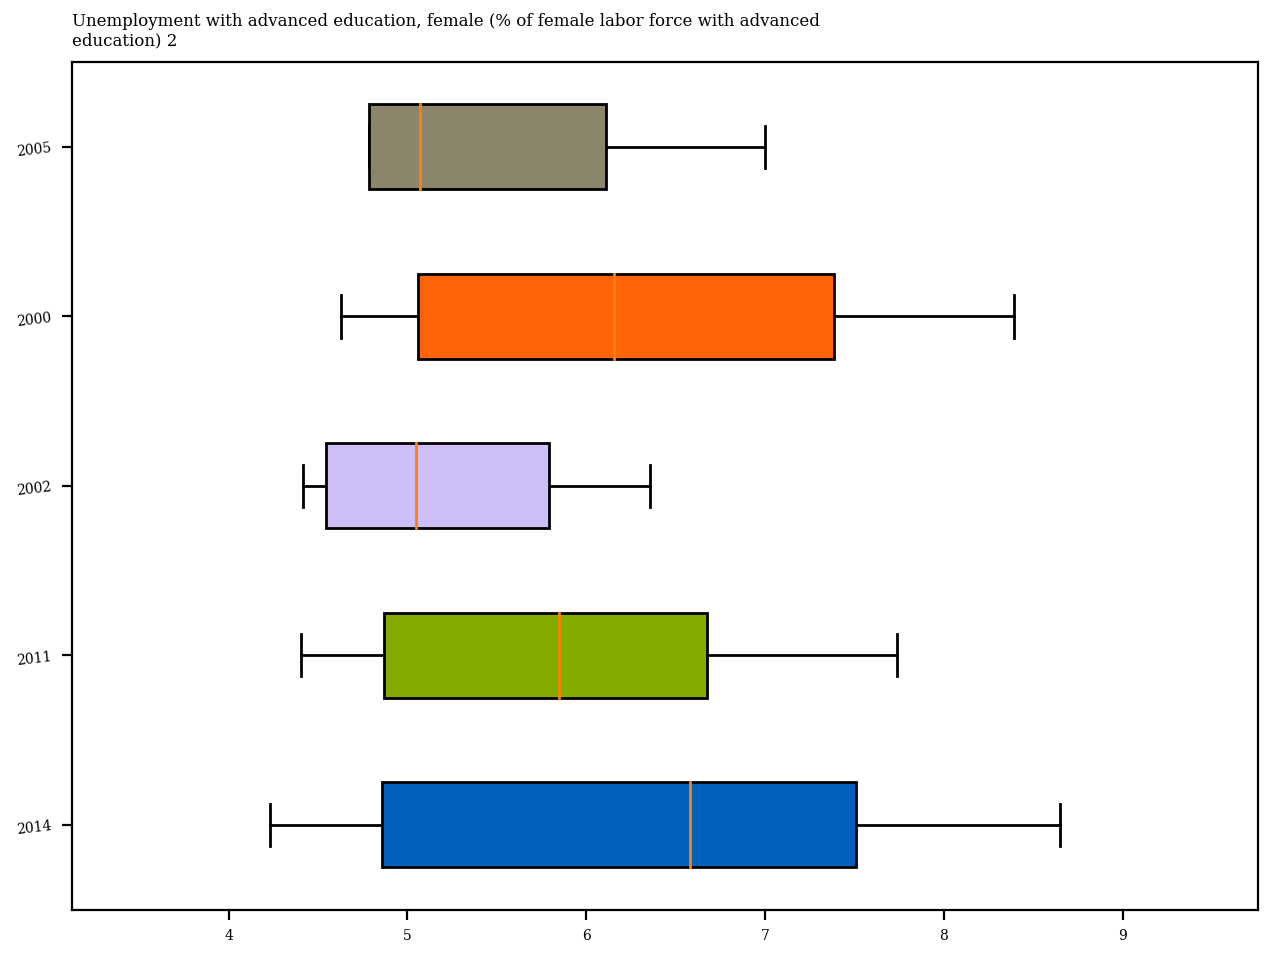 Unemployment with advanced education, female (% of female labor force with advanced
education) 2
2005
2000
2002
2011
2014
4 5 6 7 8 9